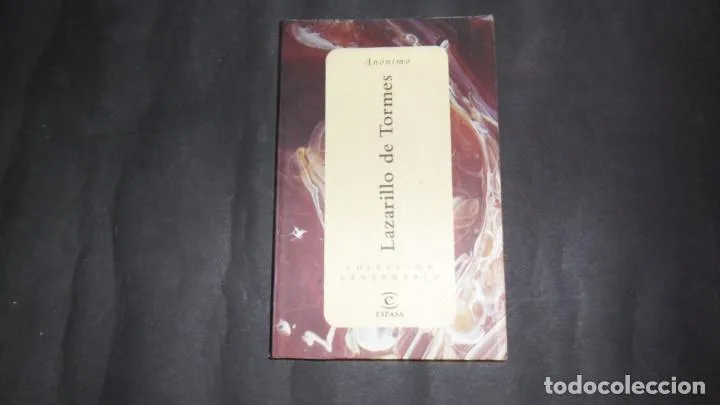 Anónimo
Lazarillo de Tormes
COLECCIÓN
CENTENARIO
ESPASA
todocoleccion